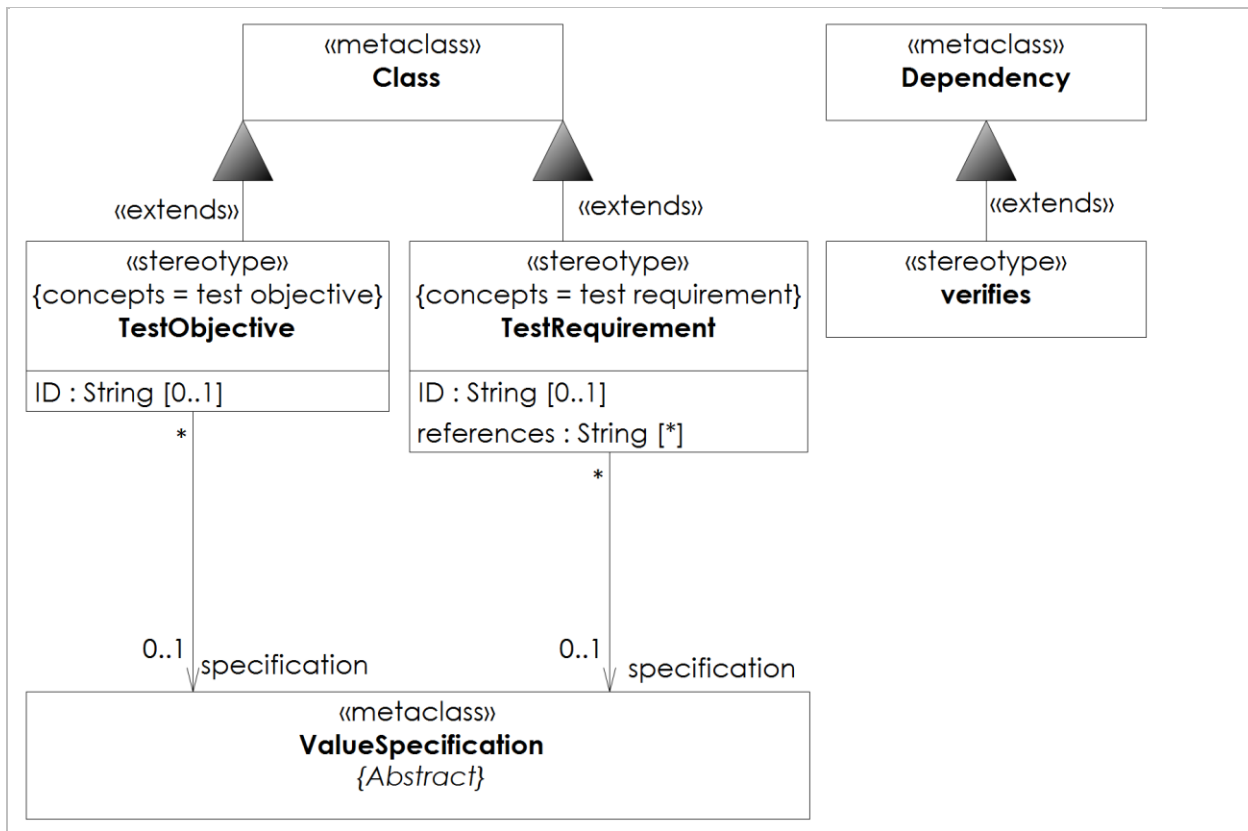 «metaclass»
Class
«metaclass»
Dependency
«extends»
«extends»
«extends»
«stereotype»
{concepts = test objective}
TestObjective
ID : String [0..1]
«stereotype»
{concepts = test requirement}
TestRequirement
ID : String [0..1]
references : String [*]
«stereotype»
verifies
*
*
0..1
specification
0..1
specification
«metaclass»
ValueSpecification
{Abstract}